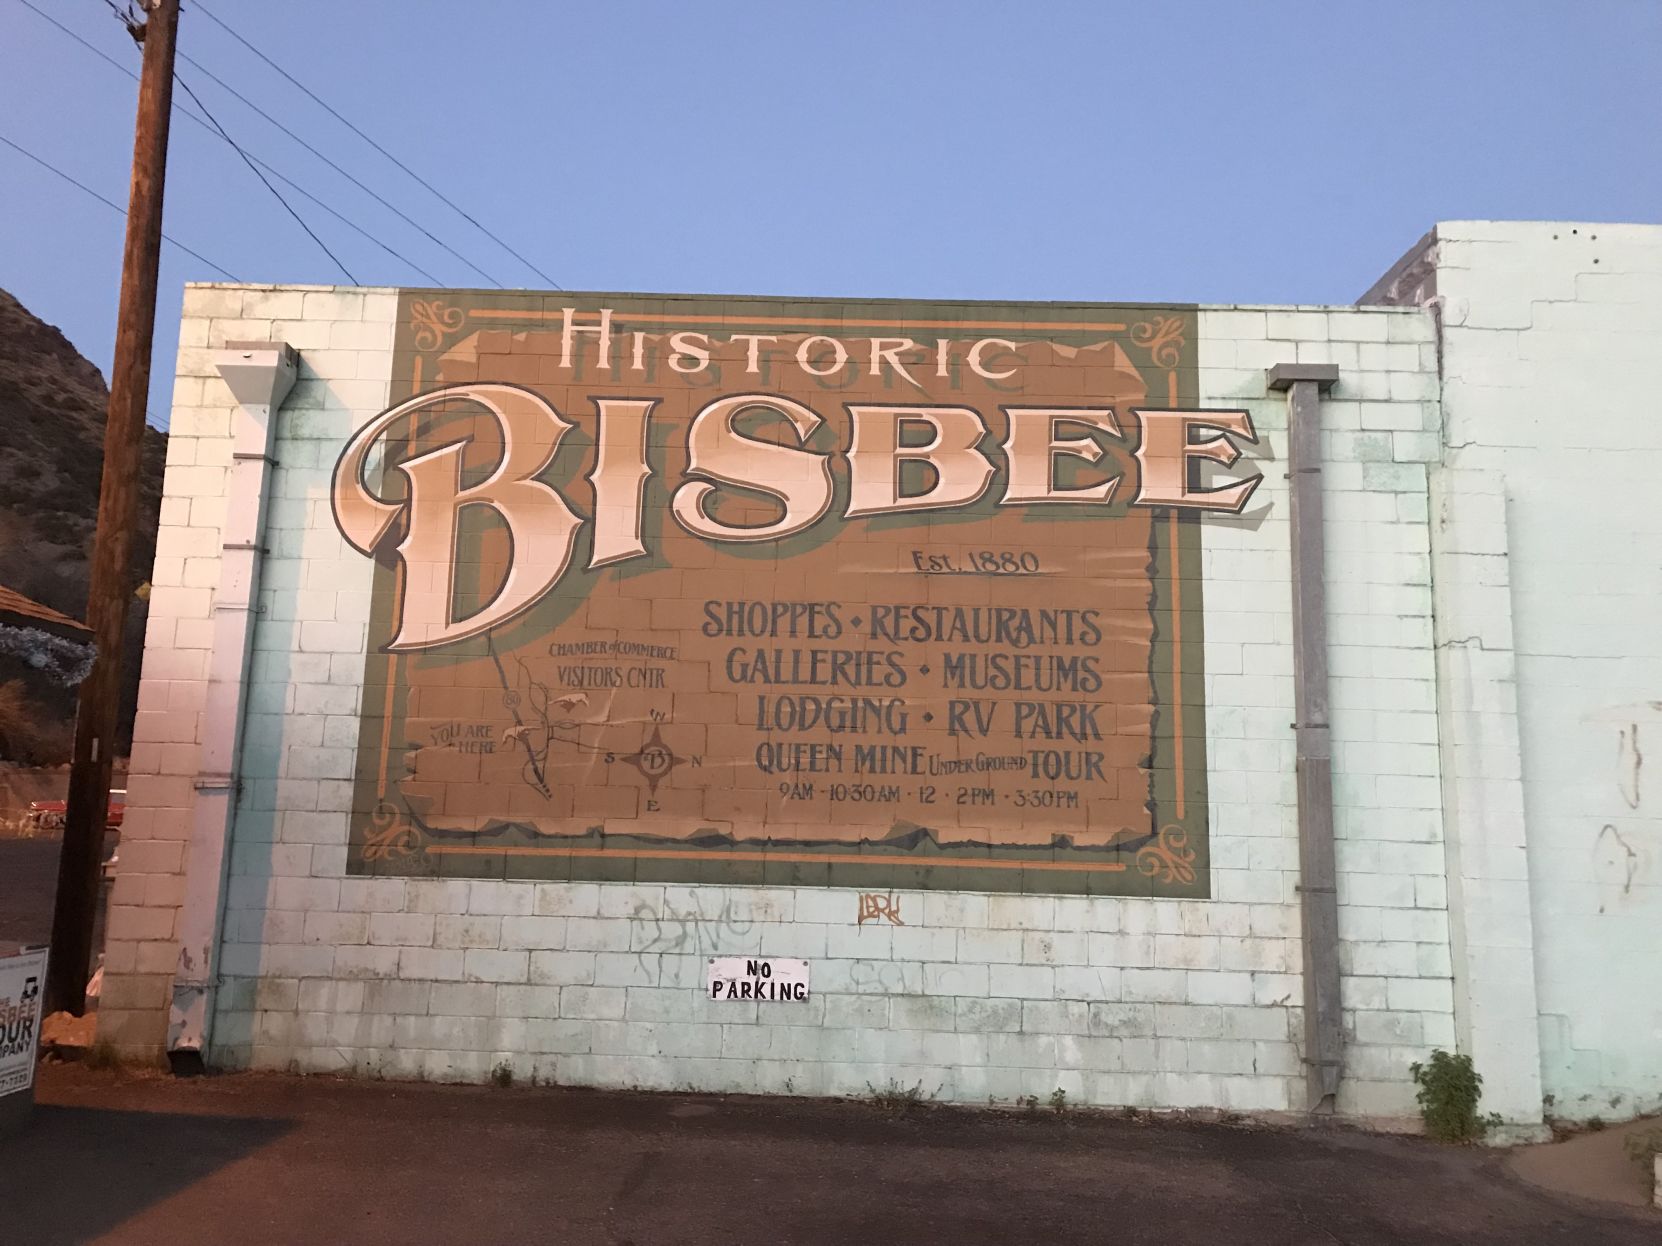 HISTORIC
BISBEE
Est. 1880
SHOPPES • RESTAURANTS
GALLERIES • MUSEUMS
LODGING • RV PARK
QUEEN MINE UNDER GROUND TOUR
9AM · 10:30AM · 12 · 2PM · 3:30PM
CHAMBER of COMMERCE
VISITORS CNTR
80
YOU ARE
HERE
W
S B N
E
NO
PARKING